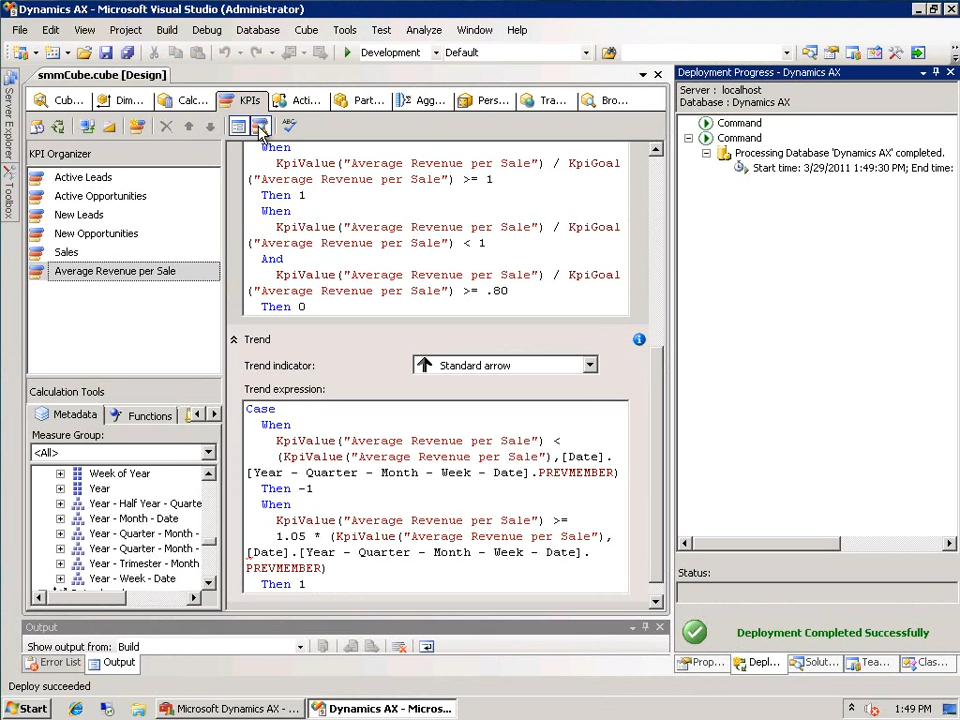 Dynamics AX - Microsoft Visual Studio (Administrator)
File Edit View Project Build Debug Database Cube Tools Test Analyze Window Help
Development Default
smmCube.cube [Design]
Cub... Dim... Calc... KPIs Acti... Part... Agg... Pers... Tra... Bro...
ABC
KPI Organizer
Active Leads
Active Opportunities
New Leads
New Opportunities
Sales
Average Revenue per Sale
Calculation Tools
Metadata Functions
Measure Group:
<All>
Week of Year
Year
Year - Half Year - Quarte
Year - Month - Date
Year - Quarter - Month -
Year - Quarter - Month -
Year - Trimester - Month
Year - Week - Date
When
KpiValue("Average Revenue per Sale") / KpiGoal
("Average Revenue per Sale") >= 1
Then 1
When
KpiValue("Average Revenue per Sale") / KpiGoal
("Average Revenue per Sale") < 1
And
KpiValue("Average Revenue per Sale") / KpiGoal
("Average Revenue per Sale") >= .80
Then 0
Trend
Trend indicator: Standard arrow
Trend expression:
Case
When
KpiValue("Average Revenue per Sale") <
(KpiValue("Average Revenue per Sale"),[Date].
[Year - Quarter - Month - Week - Date].PREVMEMBER)
Then -1
When
KpiValue("Average Revenue per Sale") >=
1.05 * (KpiValue("Average Revenue per Sale"),
[Date].[Year - Quarter - Month - Week - Date].
PREVMEMBER)
Then 1
Server Explorer
Toolbox
Deployment Progress - Dynamics AX
Server : localhost
Database : Dynamics AX
Command
Command
Processing Database 'Dynamics AX' completed.
Start time: 3/29/2011 1:49:30 PM; End time:
Status:
Deployment Completed Successfully
Prop... Depl... Solut... Tea... Clas...
Output
Show output from: Build
Error List Output
Deploy succeeded
Start Microsoft Dynamics AX - ... Dynamics AX - Micros... 1:49 PM